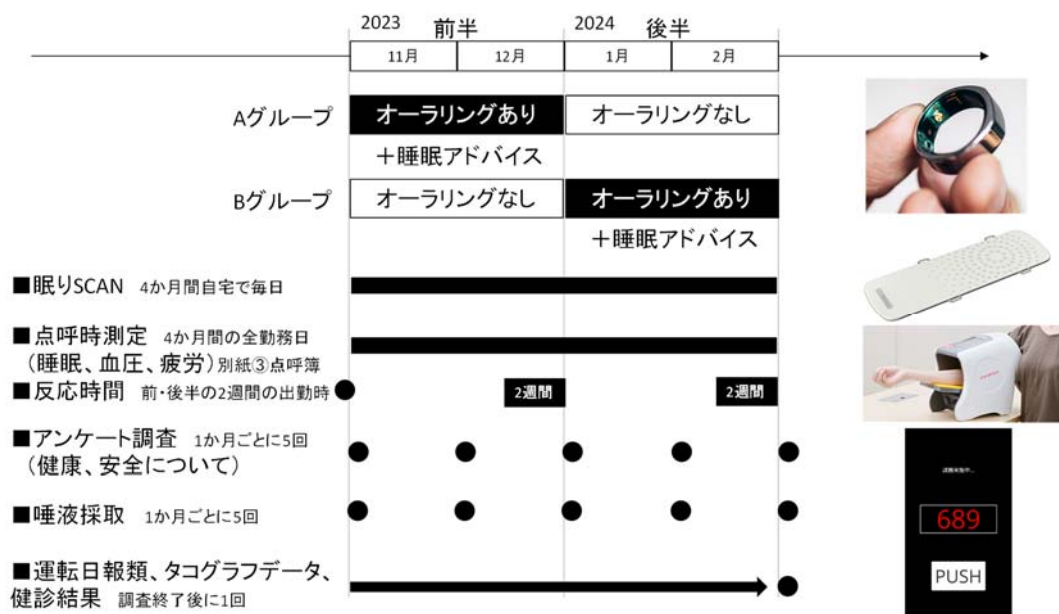 2023 前半 2024 後半
11月 12月 1月 2月
Aグループ オーラリングあり オーラリングなし
＋睡眠アドバイス
Bグループ オーラリングなし オーラリングあり
＋睡眠アドバイス
■眠りSCAN 4か月間自宅で毎日
■点呼時測定 4か月間の全勤務日
（睡眠、血圧、疲労）別紙③点呼簿
■反応時間 前・後半の2週間の出勤時 2週間 2週間
■アンケート調査 1か月ごとに5回
（健康、安全について）
■唾液採取 1か月ごとに5回
■運転日報類、タコグラフデータ、
健診結果 調査終了後に1回
689
PUSH